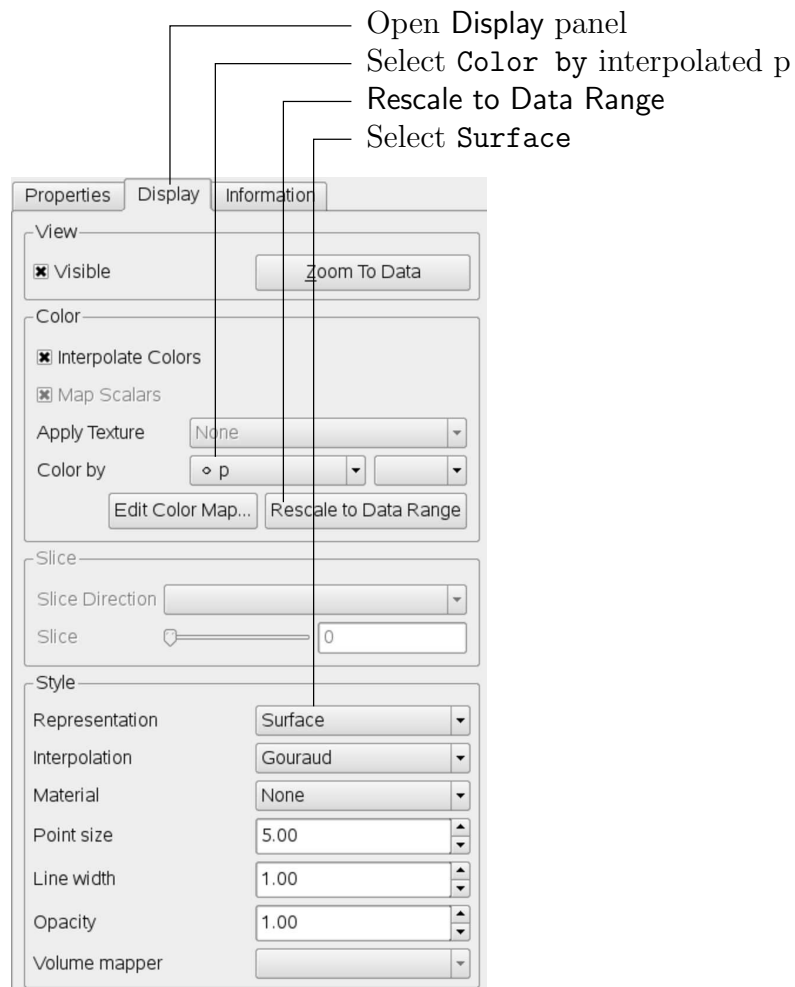 Open Display panel
Select Color by interpolated p
Rescale to Data Range
Select Surface
Properties Display Information
View
Visible Zoom To Data
Color
Interpolate Colors
Map Scalars
Apply Texture None
Color by p
Edit Color Map... Rescale to Data Range
Slice
Slice Direction
Slice 0
Style
Representation Surface
Interpolation Gouraud
Material None
Point size 5.00
Line width 1.00
Opacity 1.00
Volume mapper